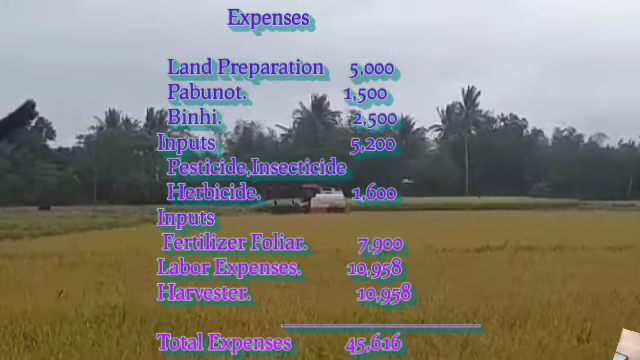 Expenses
Land Preparation 5,000
Pabunot. 1,500
Binhi. 2,500
Inputs 5,200
Pesticide,Insecticide
Herbicide. 1,600
Inputs
Fertilizer Foliar. 7,900
Labor Expenses. 10,958
Harvester. 10,958
Total Expenses 45,616